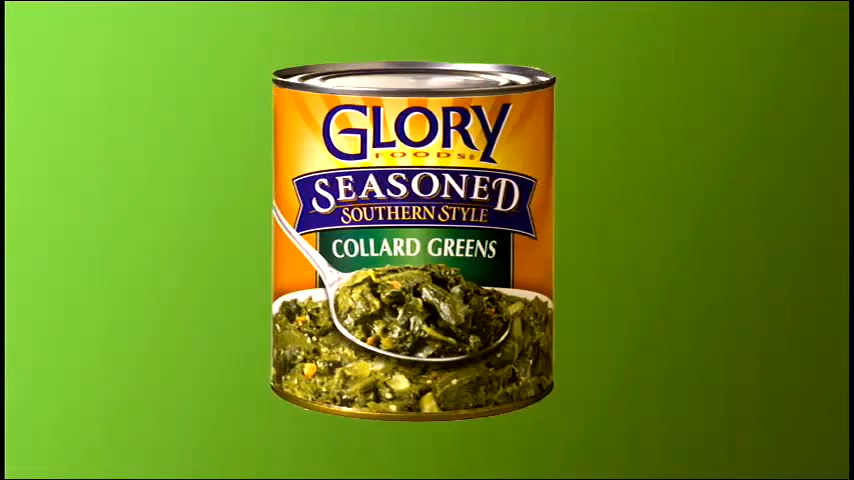 GLORY
FOODS
SEASONED
SOUTHERN STYLE
COLLARD GREENS